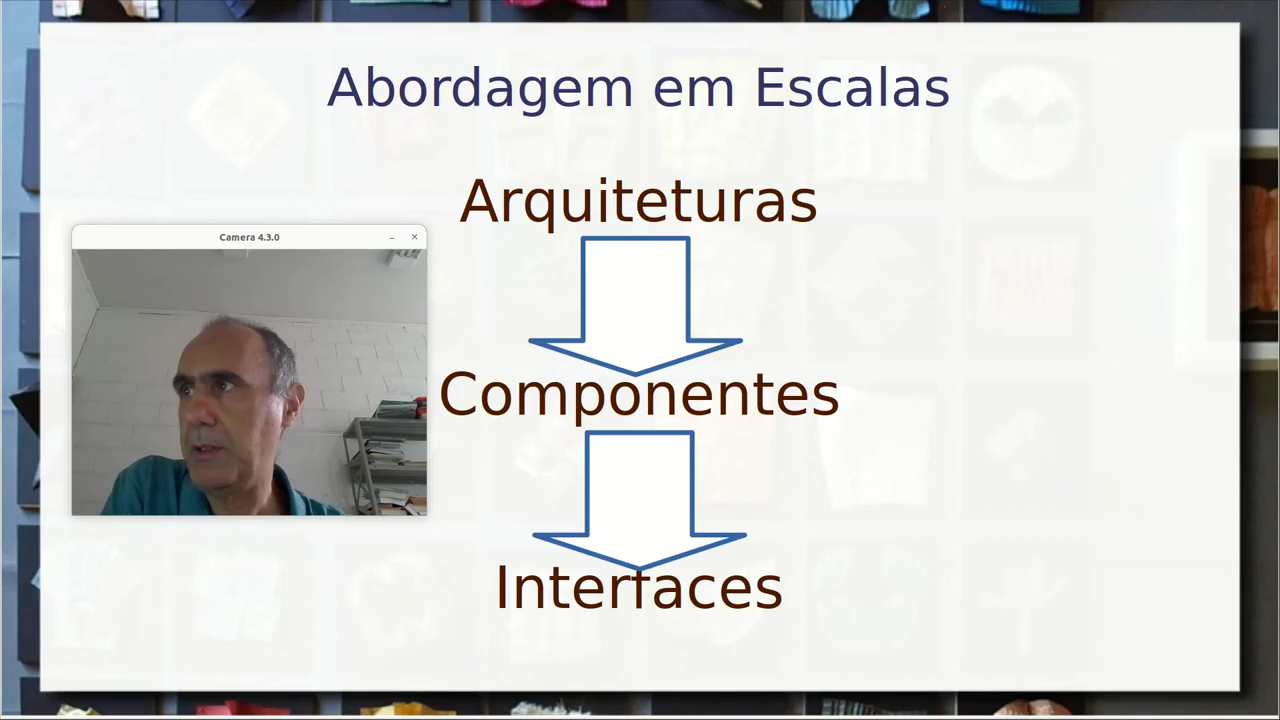 Abordagem em Escalas
Arquiteturas
Camera 4.3.0
Componentes
Interfaces